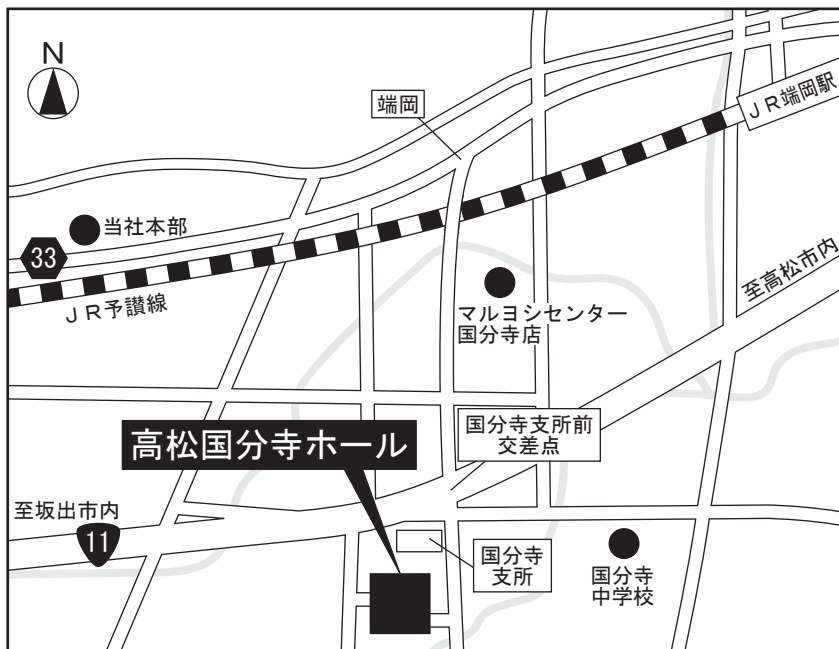 N
端岡
JR端岡駅
当社本部
33
JR予讃線
至高松市内
マルヨシセンター
国分寺店
国分寺支所前
交差点
高松国分寺ホール
至坂出市内
11
国分寺
支所
国分寺
中学校